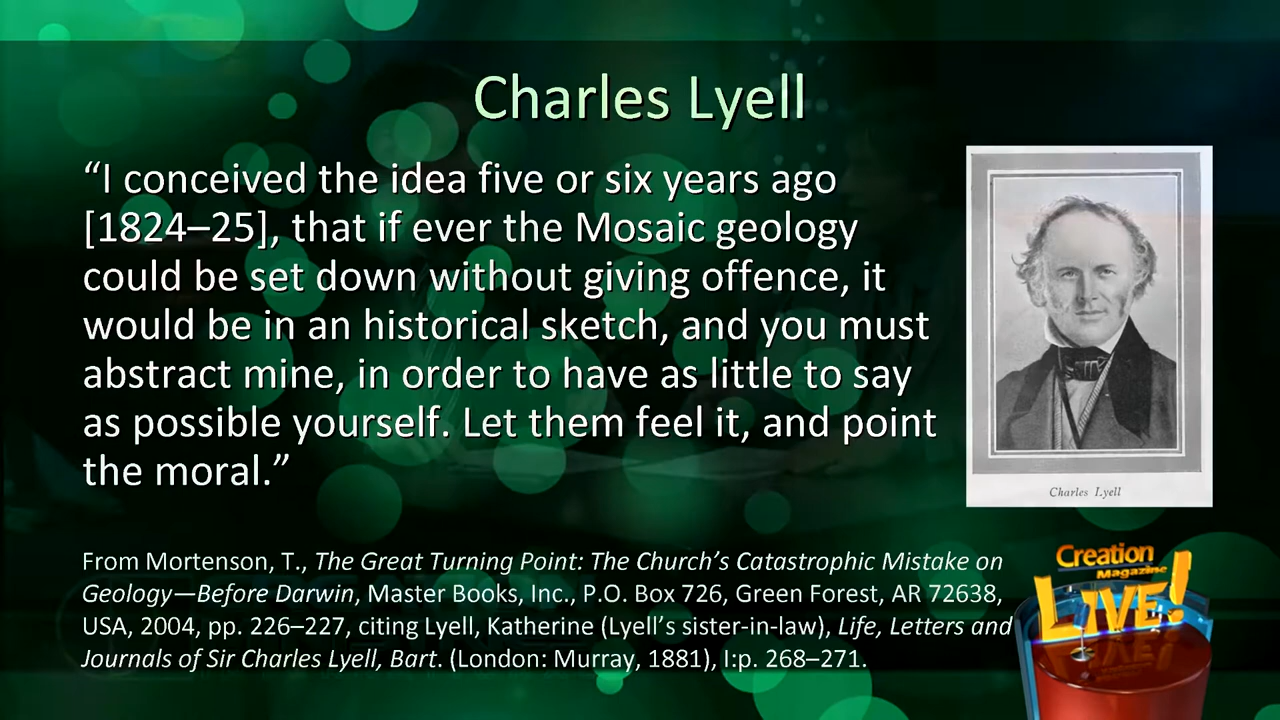 Charles Lyell
“I conceived the idea five or six years ago
[1824–25], that if ever the Mosaic geology
could be set down without giving offence, it
would be in an historical sketch, and you must
abstract mine, in order to have as little to say
as possible yourself. Let them feel it, and point
the moral.”
Charles Lyell
From Mortenson, T., The Great Turning Point: The Church’s Catastrophic Mistake on
Geology—Before Darwin, Master Books, Inc., P.O. Box 726, Green Forest, AR 72638,
USA, 2004, pp. 226–227, citing Lyell, Katherine (Lyell’s sister-in-law), Life, Letters and
Journals of Sir Charles Lyell, Bart. (London: Murray, 1881), I:p. 268–271.
Creation
Magazine
LIVE!